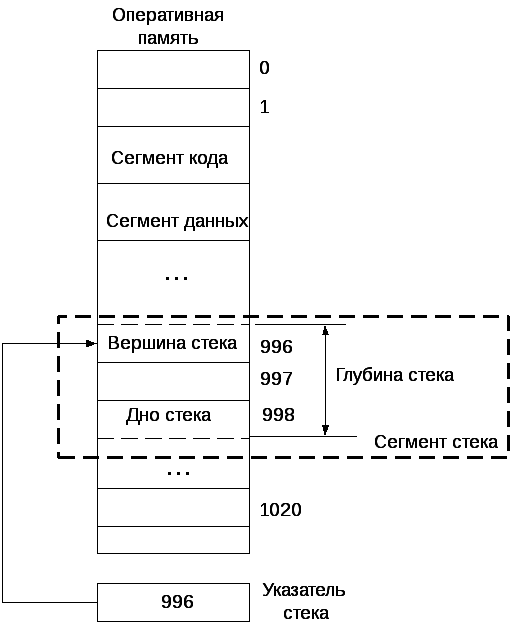 Оперативная
память
0
1
Сегмент кода
Сегмент данных
...
Вершина стека
996
997
Глубина стека
Дно стека
998
Сегмент стека
...
1020
996
Указатель
стека